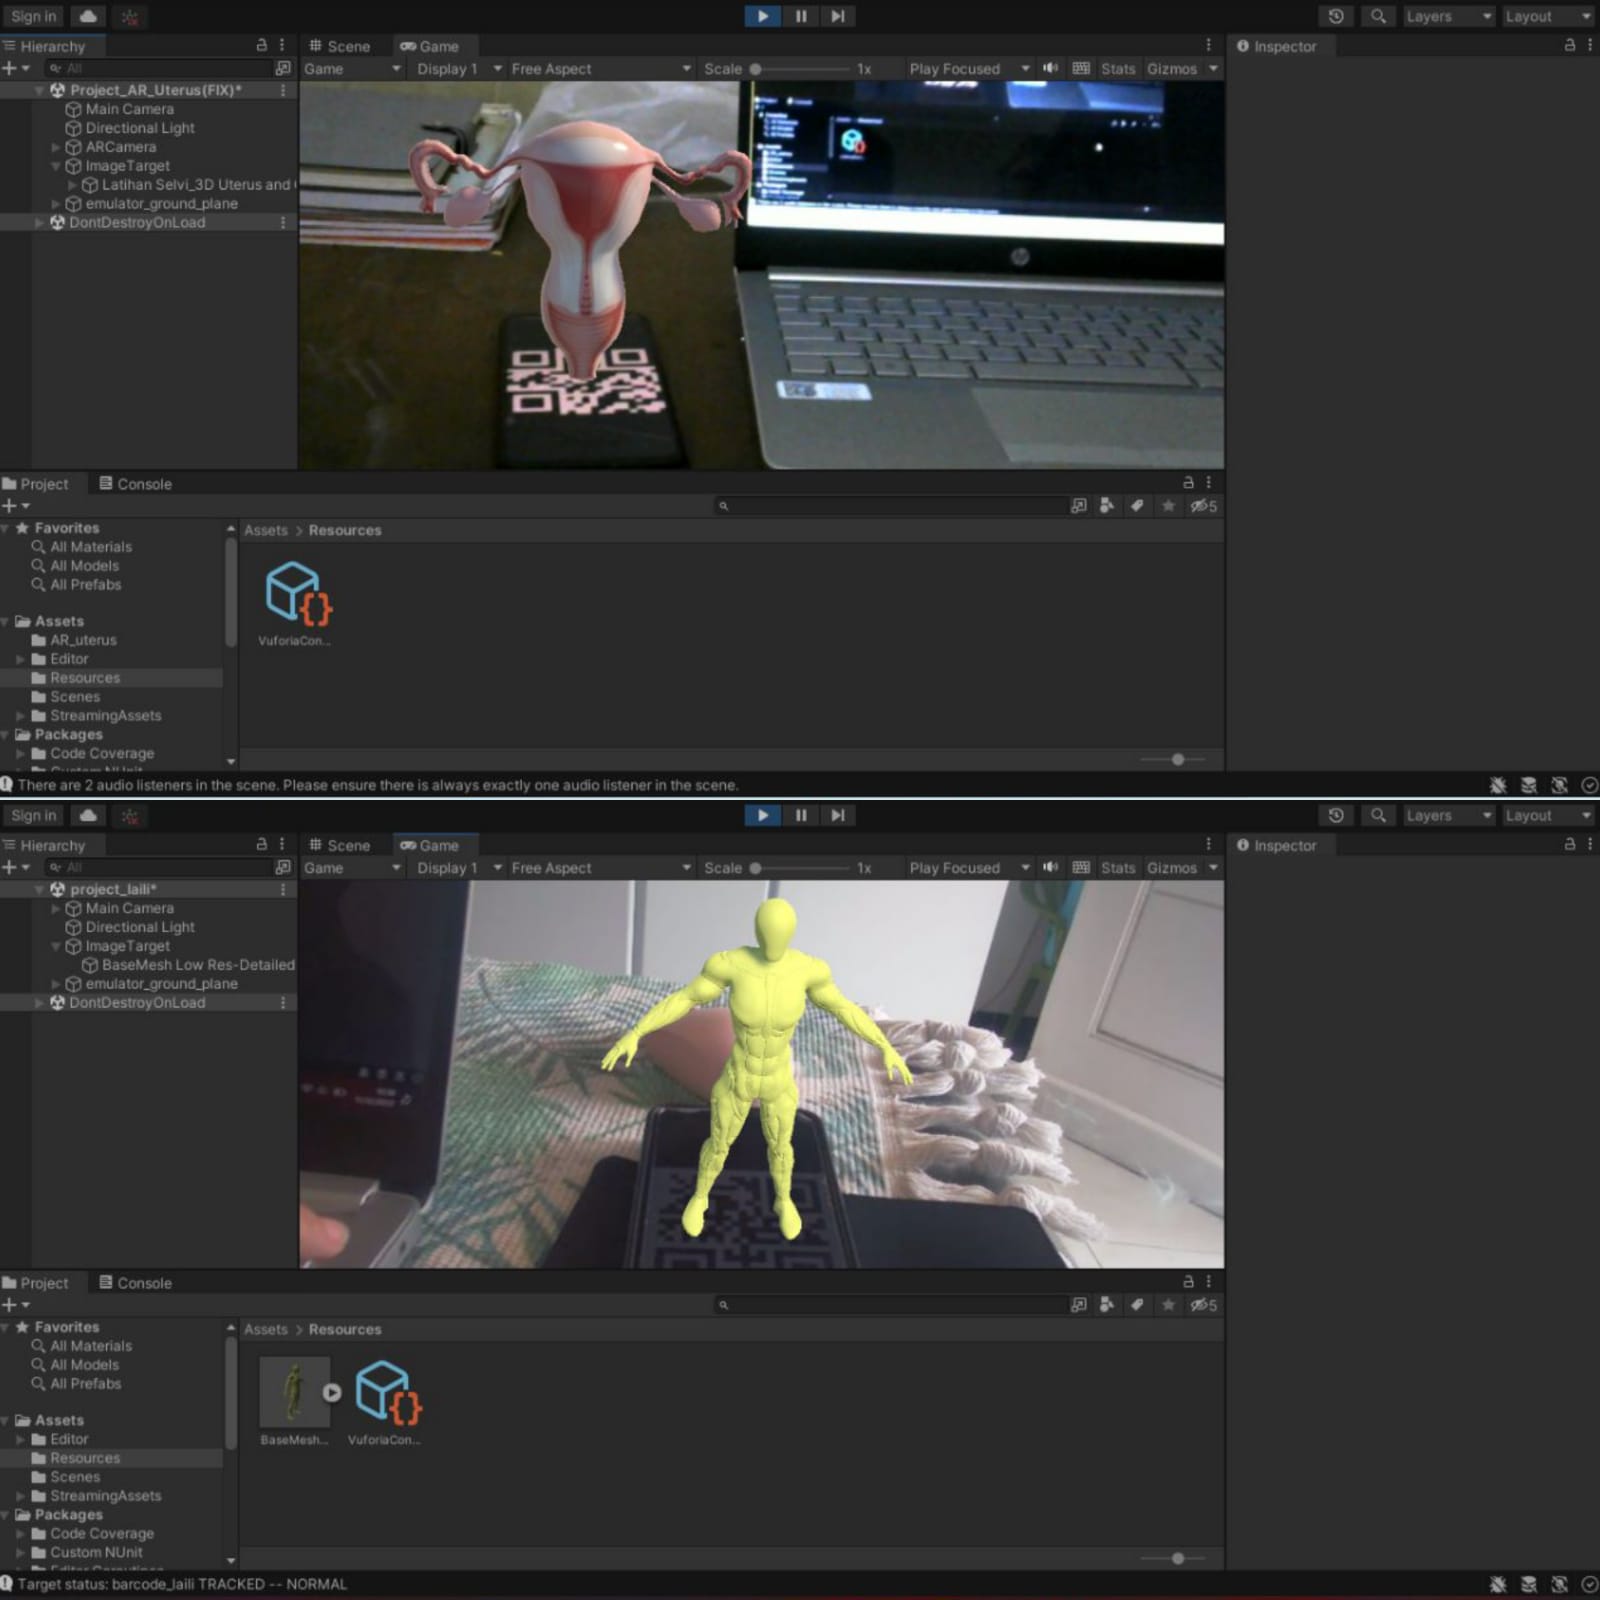 Sign in
Layers
Layout
Hierarchy
Scene
Game
Inspector
All
Game
Display 1
Free Aspect
Scale
1x
Play Focused
Stats
Gizmos
Project_AR_Uterus(FIX)*
Main Camera
Directional Light
ARCamera
ImageTarget
Latihan Selvi_3D Uterus and
emulator_ground_plane
DontDestroyOnLoad
Project
Console
5
Favorites
All Materials
All Models
All Prefabs
Assets
AR_uterus
Editor
Resources
Scenes
StreamingAssets
Packages
Code Coverage
Custom NUnit
Assets > Resources
VuforiaCon...
There are 2 audio listeners in the scene. Please ensure there is always exactly one audio listener in the scene.
Sign in
Layers
Layout
Hierarchy
Scene
Game
Inspector
All
Game
Display 1
Free Aspect
Scale
1x
Play Focused
Stats
Gizmos
project_laili*
Main Camera
Directional Light
ImageTarget
BaseMesh Low Res-Detailed
emulator_ground_plane
DontDestroyOnLoad
Project
Console
5
Favorites
All Materials
All Models
All Prefabs
Assets
Editor
Resources
Scenes
StreamingAssets
Packages
Code Coverage
Custom NUnit
Editor Coroutines
Assets > Resources
BaseMesh...
VuforiaCon...
Target status: barcode_laili TRACKED -- NORMAL